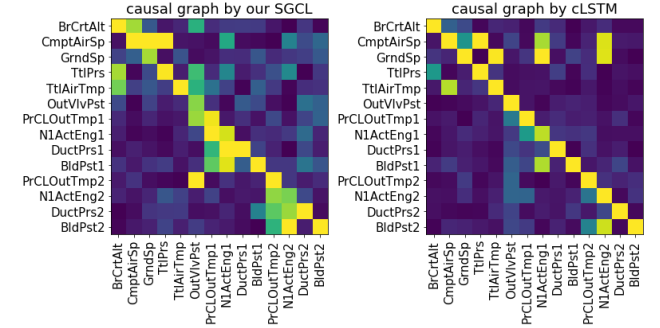 causal graph by our SGCL
BrCrtAlt
CmptAirSp
GrndSp
TtlPrs
TtlAirTmp
OutVlvPst
PrCLOutTmp1
N1ActEng1
DuctPrs1
BldPst1
PrCLOutTmp2
N1ActEng2
DuctPrs2
BldPst2
BrCrtAlt
CmptAirSp
GrndSp
TtlPrs
TtlAirTmp
OutVlvPst
PrCLOutTmp1
N1ActEng1
DuctPrs1
BldPst1
PrCLOutTmp2
N1ActEng2
DuctPrs2
BldPst2
causal graph by cLSTM
BrCrtAlt
CmptAirSp
GrndSp
TtlPrs
TtlAirTmp
OutVlvPst
PrCLOutTmp1
N1ActEng1
DuctPrs1
BldPst1
PrCLOutTmp2
N1ActEng2
DuctPrs2
BldPst2
BrCrtAlt
CmptAirSp
GrndSp
TtlPrs
TtlAirTmp
OutVlvPst
PrCLOutTmp1
N1ActEng1
DuctPrs1
BldPst1
PrCLOutTmp2
N1ActEng2
DuctPrs2
BldPst2